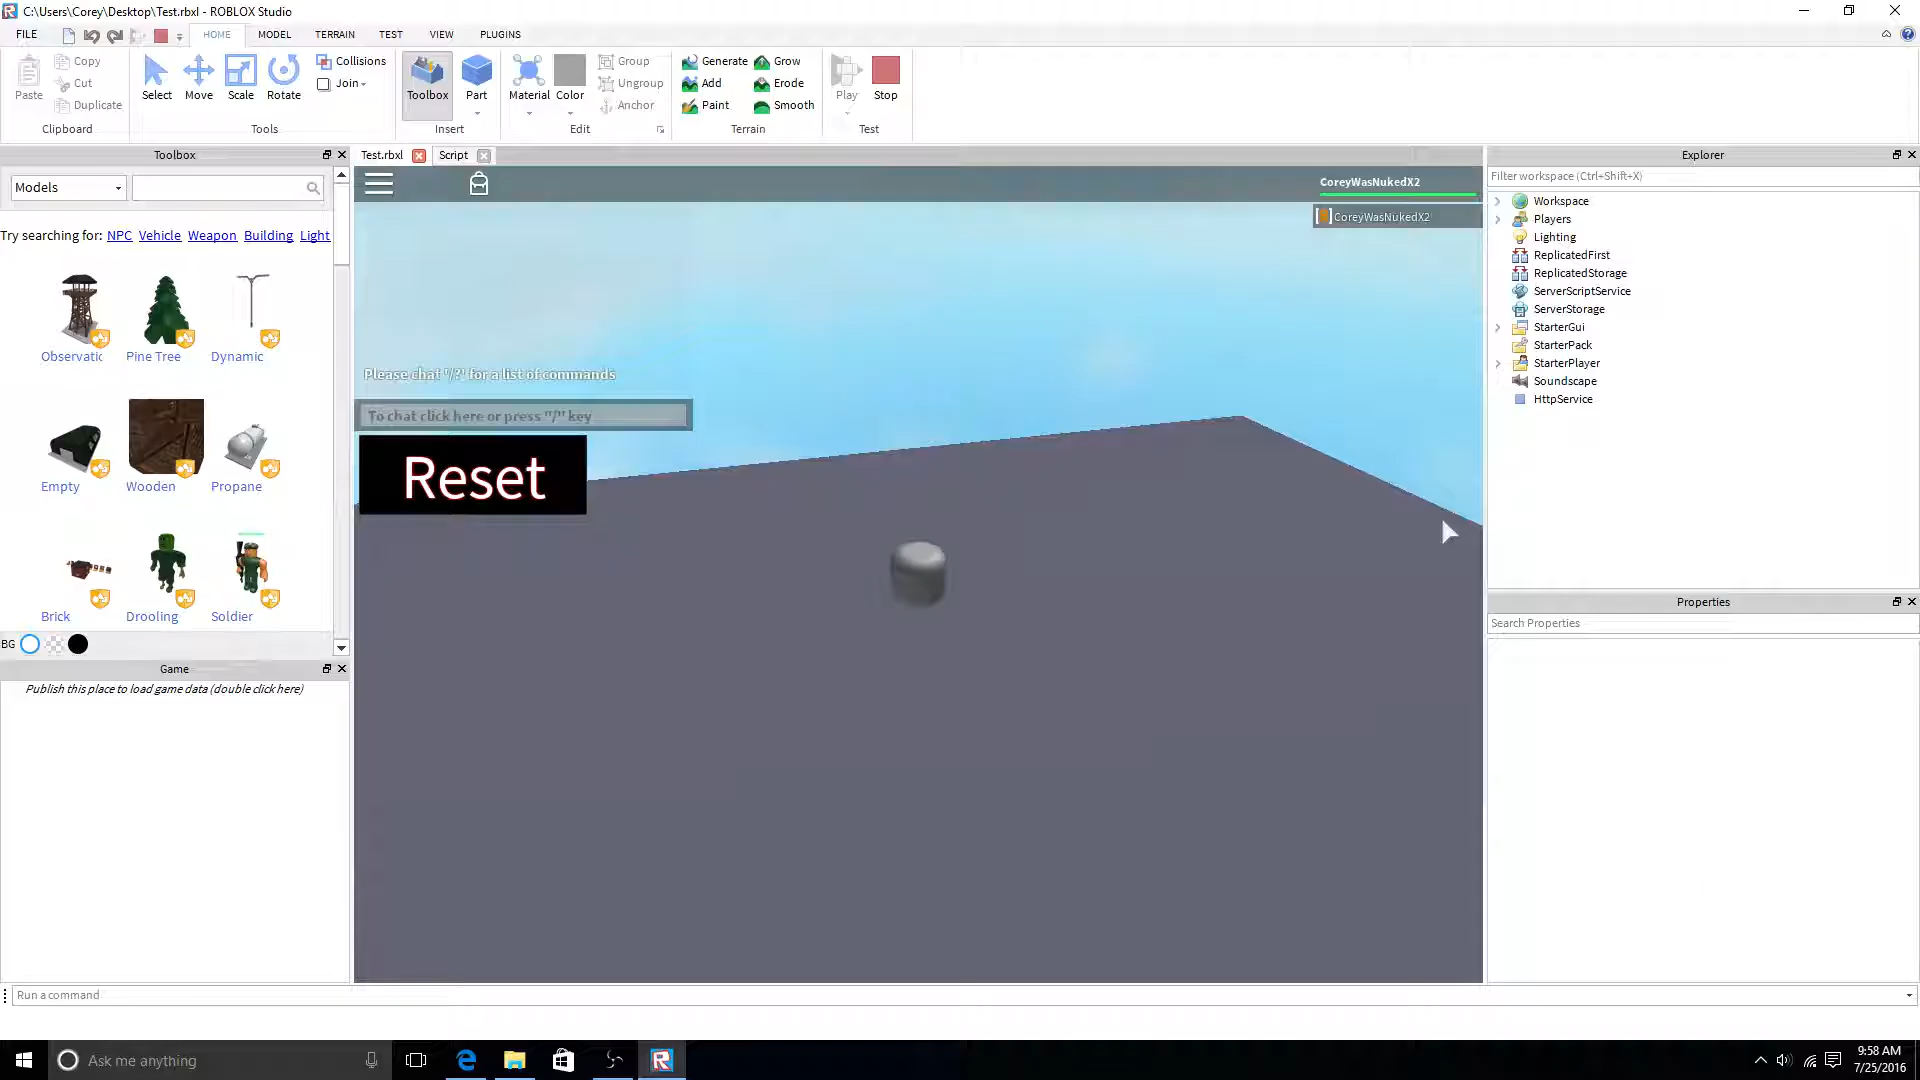 C:\Users\Corey\Desktop\Test.rbxl - ROBLOX Studio
FILE HOME MODEL TERRAIN TEST VIEW PLUGINS
Paste
Copy
Cut
Duplicate
Clipboard
Select
Move
Scale
Rotate
Collisions
Join
Tools
Toolbox
Part
Insert
Material
Color
Group
Ungroup
Anchor
Edit
Generate
Grow
Add
Erode
Paint
Smooth
Terrain
Play
Stop
Test
Toolbox
Models
Try searching for: NPC Vehicle Weapon Building Light
Observatic
Pine Tree
Dynamic
Empty
Wooden
Propane
Brick
Drooling
Soldier
BG
Game
Publish this place to load game data (double click here)
Test.rbxl
Script
CoreyWasNukedX2
CoreyWasNukedX2
Please chat '/?' for a list of commands
To chat click here or press "/" key
Reset
Explorer
Filter workspace (Ctrl+Shift+X)
Workspace
Players
Lighting
ReplicatedFirst
ReplicatedStorage
ServerScriptService
ServerStorage
StarterGui
StarterPack
StarterPlayer
Soundscape
HttpService
Properties
Search Properties
Run a command
Ask me anything
9:58 AM
7/25/2016